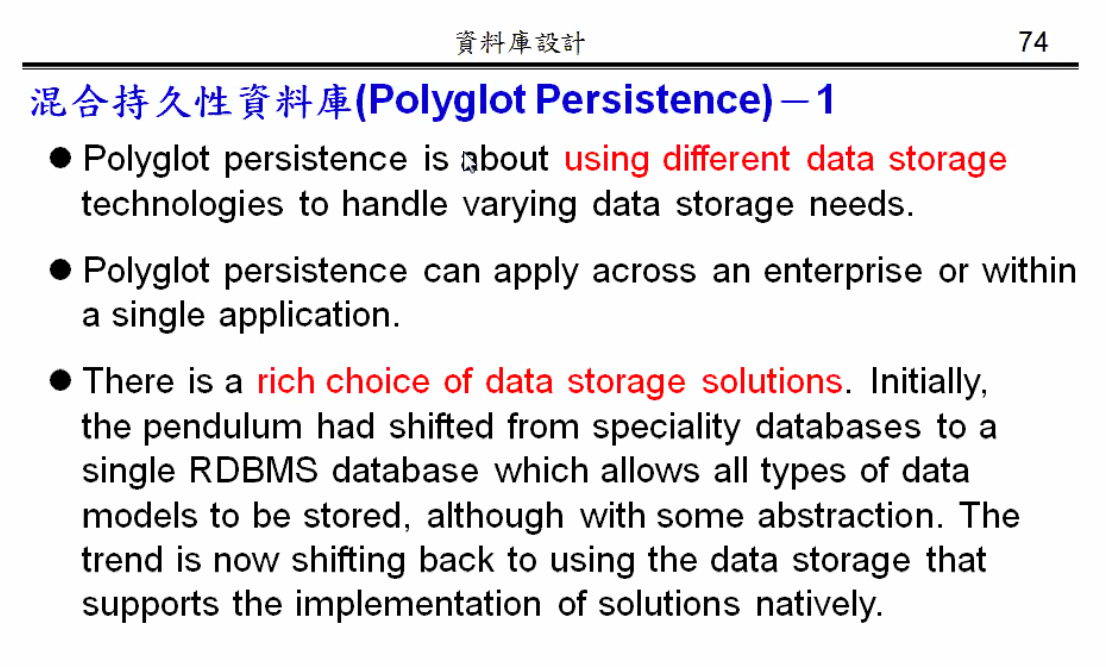 資料庫設計
74
混合持久性資料庫(Polyglot Persistence)－1
● Polyglot persistence is about using different data storage
technologies to handle varying data storage needs.
● Polyglot persistence can apply across an enterprise or within
a single application.
● There is a rich choice of data storage solutions. Initially,
the pendulum had shifted from speciality databases to a
single RDBMS database which allows all types of data
models to be stored, although with some abstraction. The
trend is now shifting back to using the data storage that
supports the implementation of solutions natively.